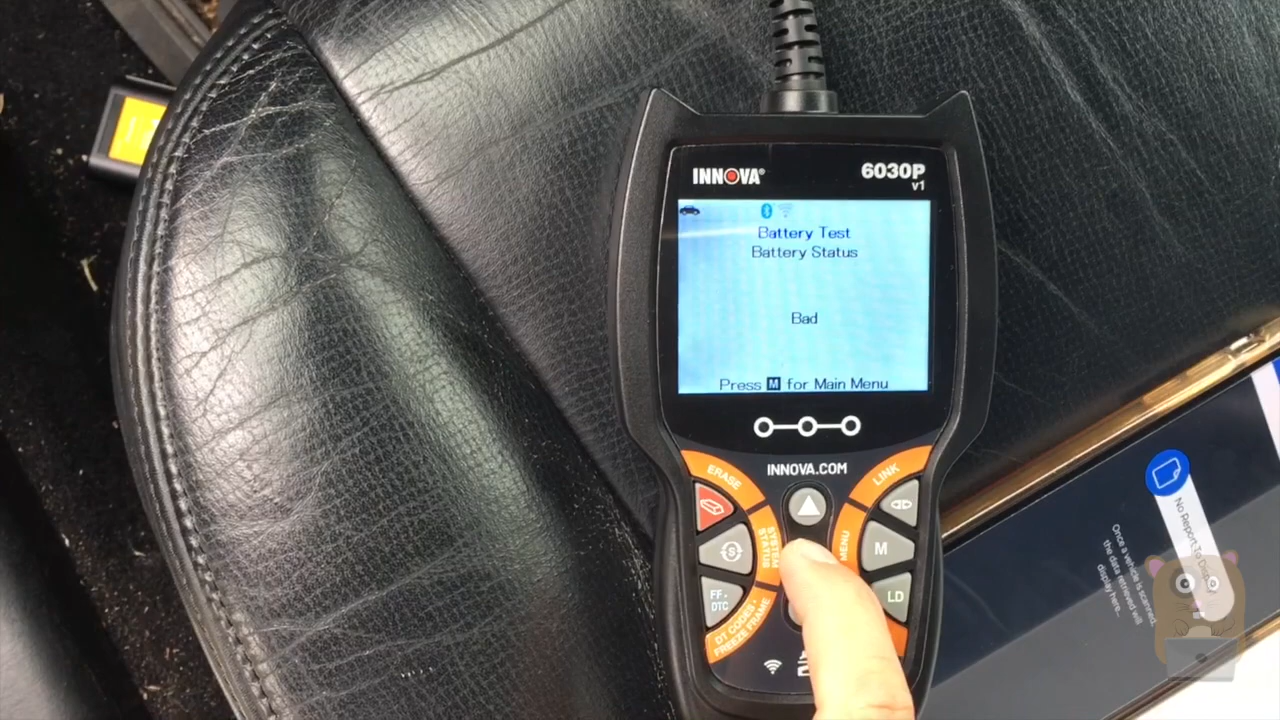 INNOVA®
6030P
v1
Battery Test
Battery Status
Bad
Press M for Main Menu
INNOVA.COM
ERASE
LINK
SYSTEM
STATUS
MENU
M
FF-
DTC
LD
DT CODES -
FREEZE FRAME
No Report To
Once a vehicle is scanned,
the data retrieved will
display here..